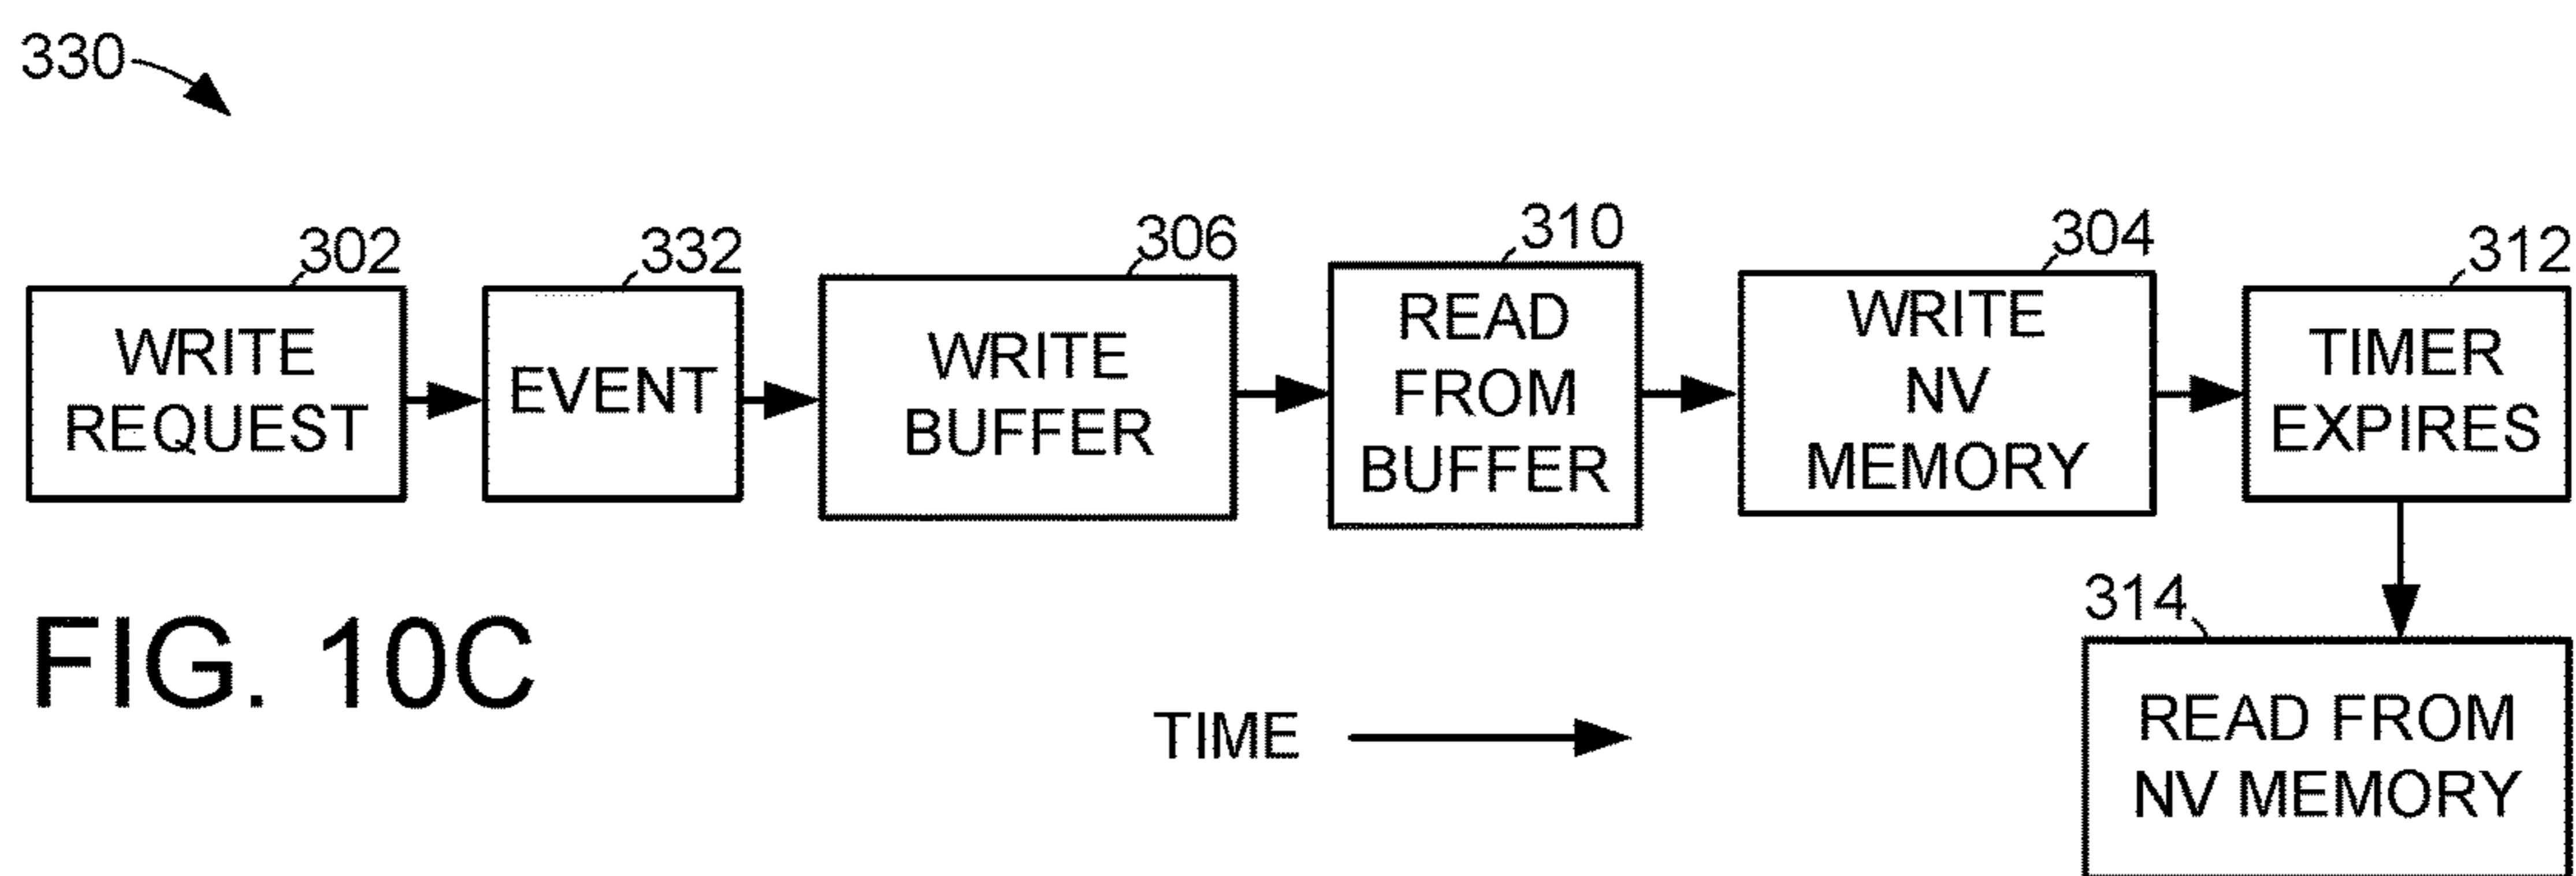 330
302
WRITE
REQUEST
332
EVENT
306
WRITE
BUFFER
310
READ
FROM
BUFFER
304
WRITE
NV
MEMORY
312
TIMER
EXPIRES
314
READ FROM
NV MEMORY
FIG. 10C
TIME